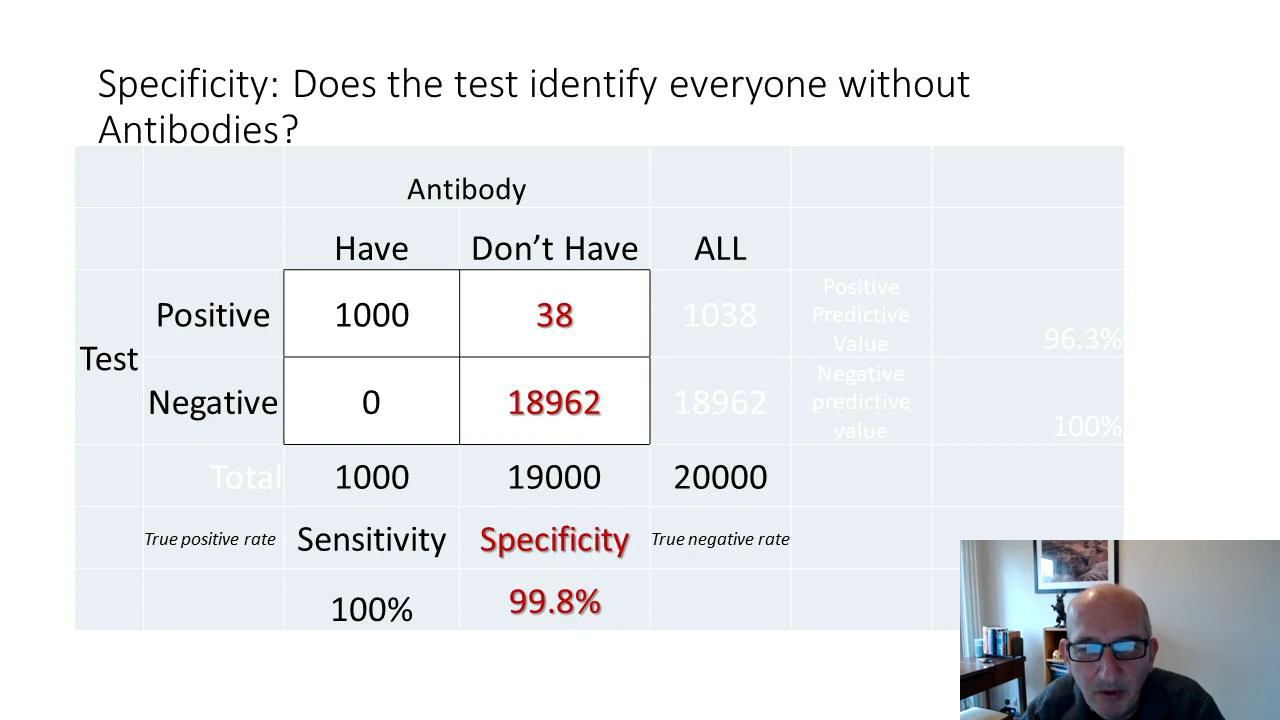 Specificity: Does the test identify everyone without
Antibodies?
Antibody
Have Don't Have ALL
Positive 1000 38 1038 Positive Predictive Value 96.3%
Test
Negative 0 18962 18962 Negative predictive value 100%
Total 1000 19000 20000
True positive rate Sensitivity Specificity True negative rate
100% 99.8%